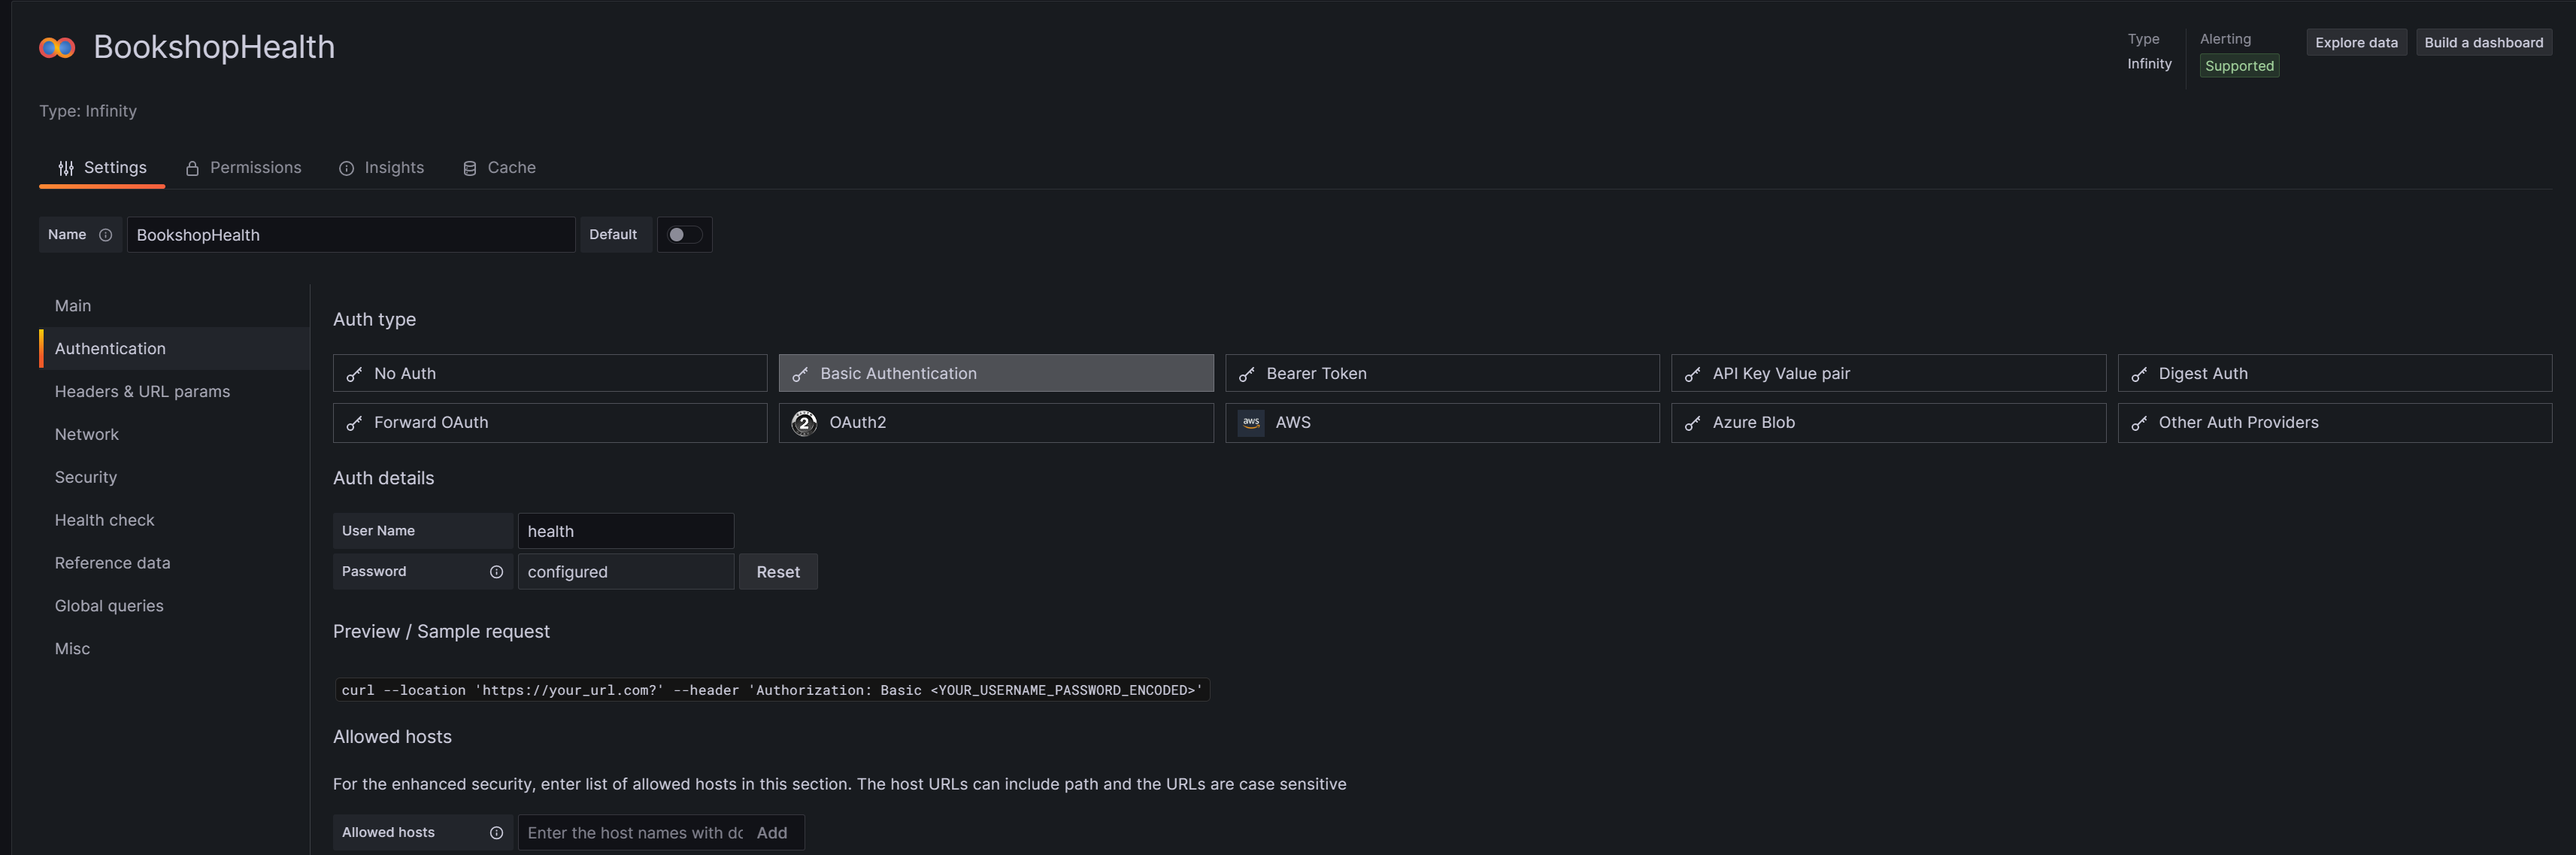 BookshopHealth
Type
Infinity
Alerting
Supported
Explore data
Build a dashboard
Type: Infinity
Settings
Permissions
Insights
Cache
Name
BookshopHealth
Default
Main
Authentication
Headers & URL params
Network
Security
Health check
Reference data
Global queries
Misc
Auth type
No Auth
Basic Authentication
Bearer Token
API Key Value pair
Digest Auth
Forward OAuth
2 OAuth2
aws AWS
Azure Blob
Other Auth Providers
Auth details
User Name
health
Password
configured
Reset
Preview / Sample request
curl --location 'https://your_url.com?' --header 'Authorization: Basic <YOUR_USERNAME_PASSWORD_ENCODED>'
Allowed hosts
For the enhanced security, enter list of allowed hosts in this section. The host URLs can include path and the URLs are case sensitive
Allowed hosts
Enter the host names with
Add